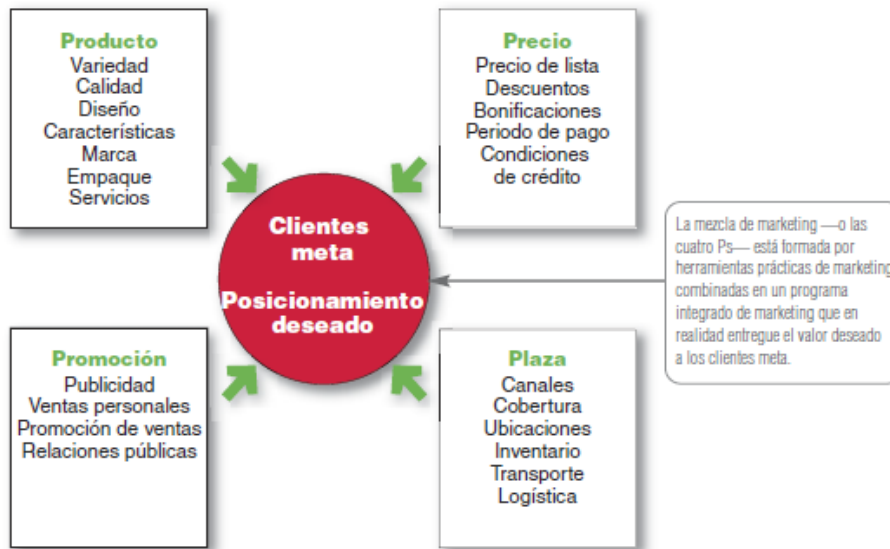 Producto
Variedad
Calidad
Diseño
Características
Marca
Empaque
Servicios
Precio
Precio de lista
Descuentos
Bonificaciones
Periodo de pago
Condiciones
de crédito
Clientes
meta
Posicionamiento
deseado
La mezcla de marketing —o las
cuatro Ps— está formada por
herramientas prácticas de marketing
combinadas en un programa
integrado de marketing que en
realidad entregue el valor deseado
a los clientes meta.
Promoción
Publicidad
Ventas personales
Promoción de ventas
Relaciones públicas
Plaza
Canales
Cobertura
Ubicaciones
Inventario
Transporte
Logística